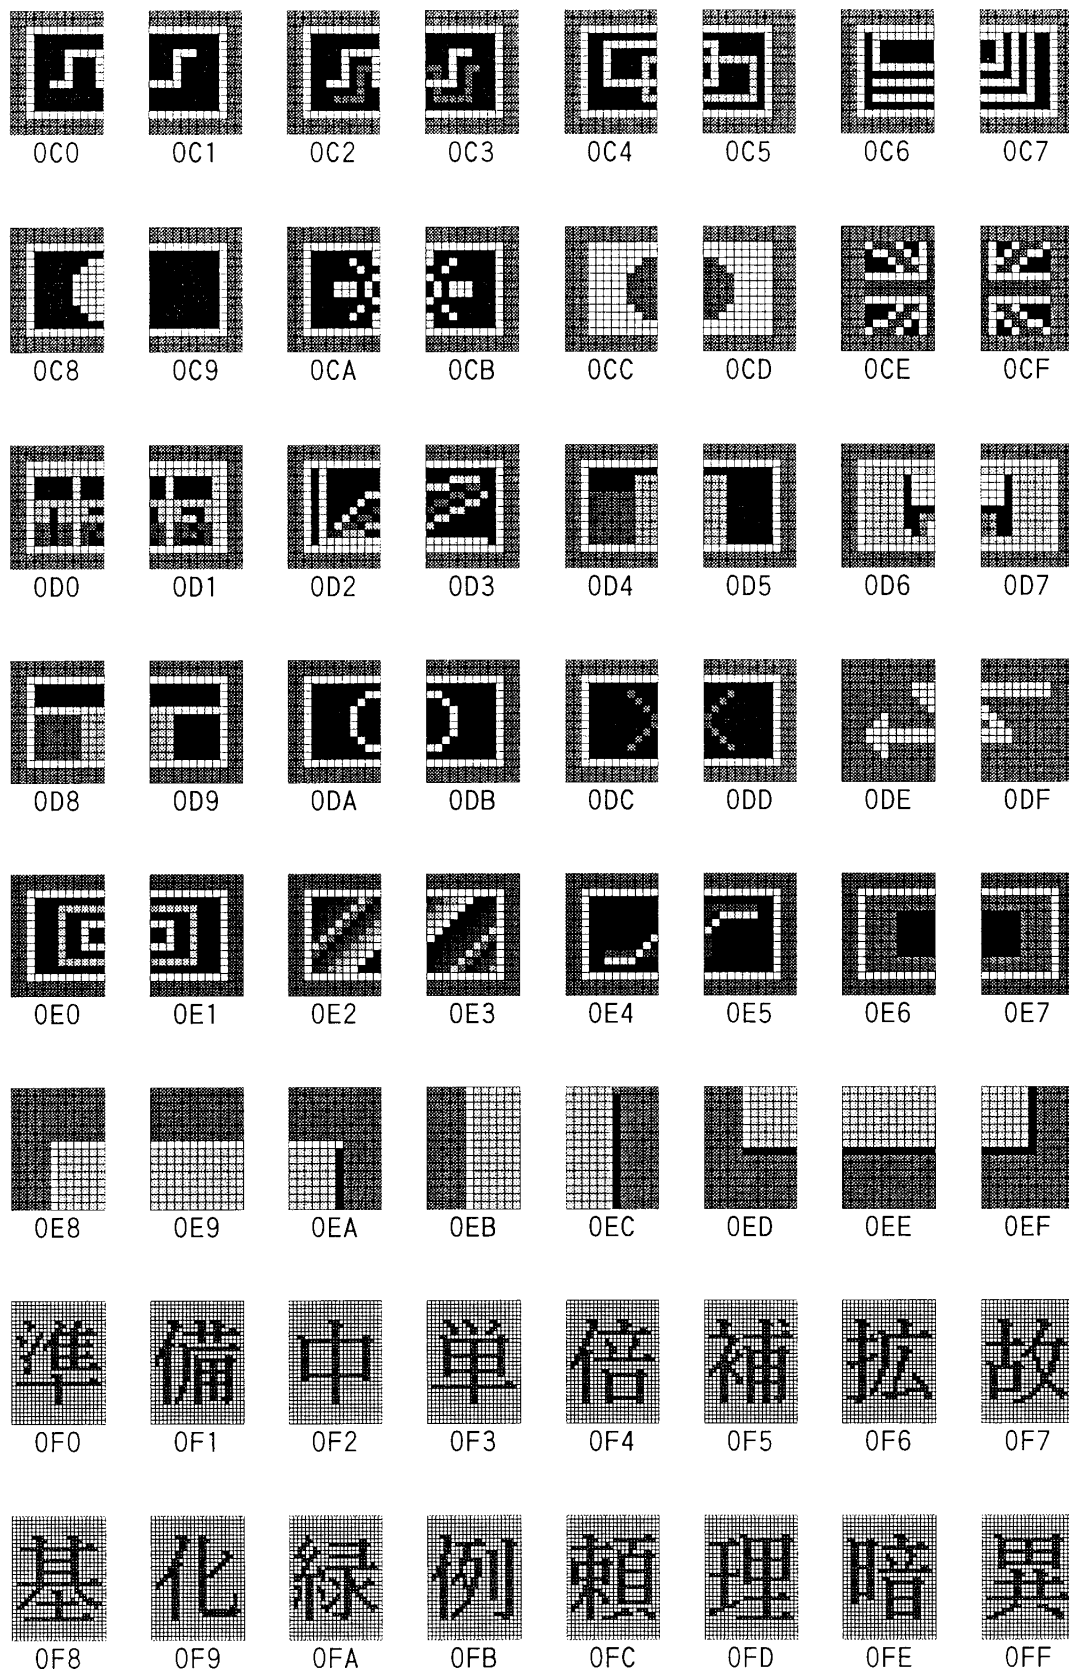 0C0 0C1 0C2 0C3 0C4 0C5 0C6 0C7
0C8 0C9 0CA 0CB 0CC 0CD 0CE 0CF
0D0 0D1 0D2 0D3 0D4 0D5 0D6 0D7
0D8 0D9 0DA 0DB 0DC 0DD 0DE 0DF
0E0 0E1 0E2 0E3 0E4 0E5 0E6 0E7
0E8 0E9 0EA 0EB 0EC 0ED 0EE 0EF
準 備 中 単 倍 補 拡 故
0F0 0F1 0F2 0F3 0F4 0F5 0F6 0F7
基 化 緑 例 頼 理 暗 異
0F8 0F9 0FA 0FB 0FC 0FD 0FE 0FF